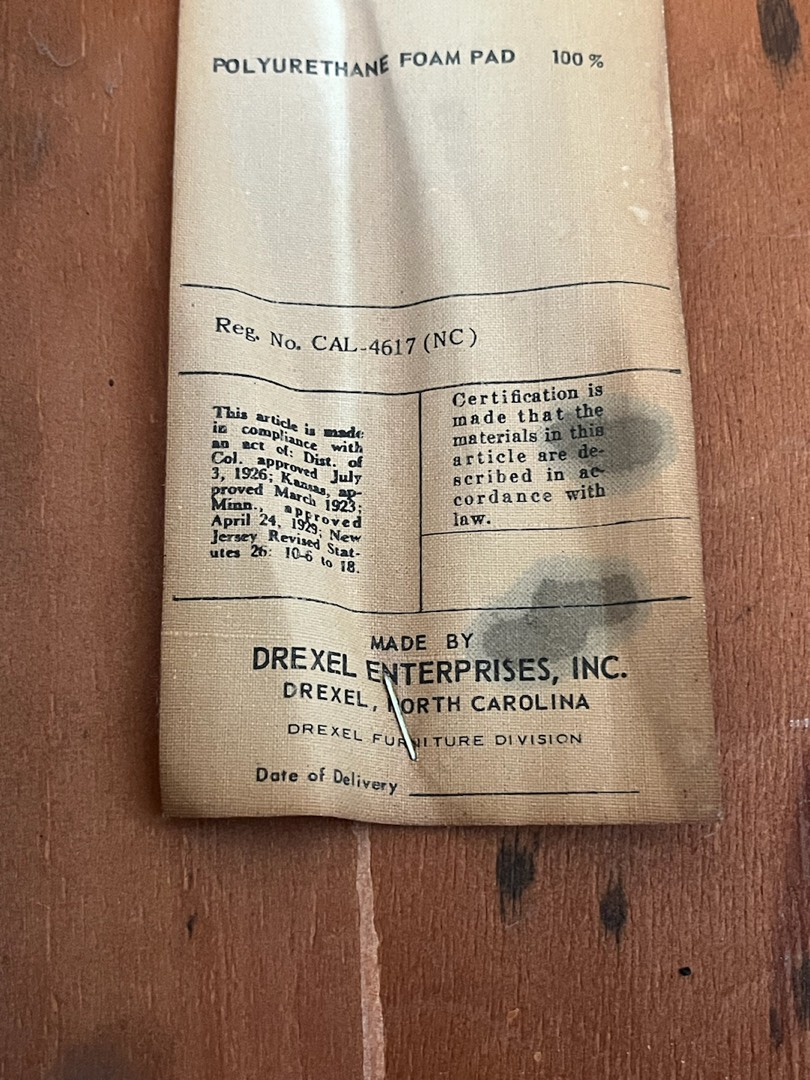 POLYURETHANE FOAM PAD 100 %
Reg. No. CAL-4617 (NC)
This article is made
in compliance with
an act of: Dist. of
Col. approved July
3, 1926; Kansas, ap-
proved March 1923;
Minn., approved
April 24, 1929; New
Jersey Revised Stat-
utes 26: 10-6 to 18.
Certification is
made that the
materials in this
article are de-
scribed in ac-
cordance with
law.
MADE BY
DREXEL ENTERPRISES, INC.
DREXEL, NORTH CAROLINA
DREXEL FURNITURE DIVISION
Date of Delivery